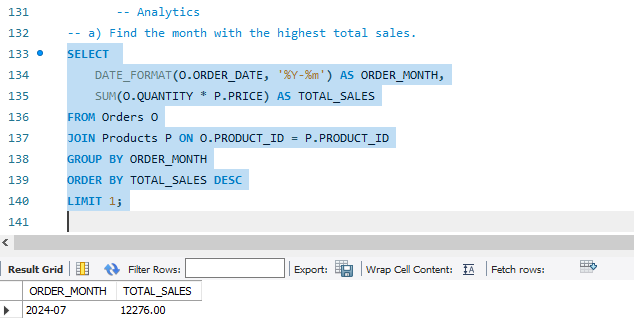 131 -- Analytics
132 -- a) Find the month with the highest total sales.
133 SELECT
134 DATE_FORMAT(O.ORDER_DATE, '%Y-%m') AS ORDER_MONTH,
135 SUM(O.QUANTITY * P.PRICE) AS TOTAL_SALES
136 FROM Orders O
137 JOIN Products P ON O.PRODUCT_ID = P.PRODUCT_ID
138 GROUP BY ORDER_MONTH
139 ORDER BY TOTAL_SALES DESC
140 LIMIT 1;
141
Result Grid Filter Rows: Export: Wrap Cell Content: IA Fetch rows:
ORDER_MONTH TOTAL_SALES
2024-07 12276.00